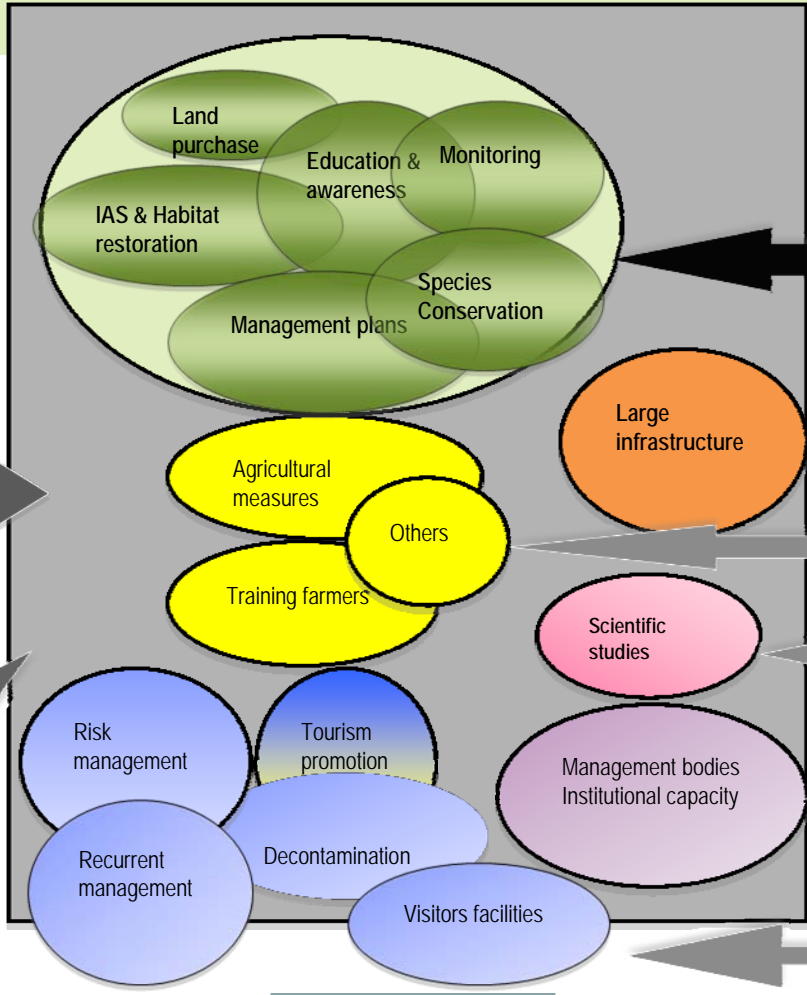 Land
purchase
Education &
awareness
Monitoring
IAS & Habitat
restoration
Species
Conservation
Management plans
Large
infrastructure
Agricultural
measures
Others
Training farmers
Scientific
studies
Risk
management
Tourism
promotion
Management bodies
Institutional capacity
Recurrent
management
Decontamination
Visitors facilities